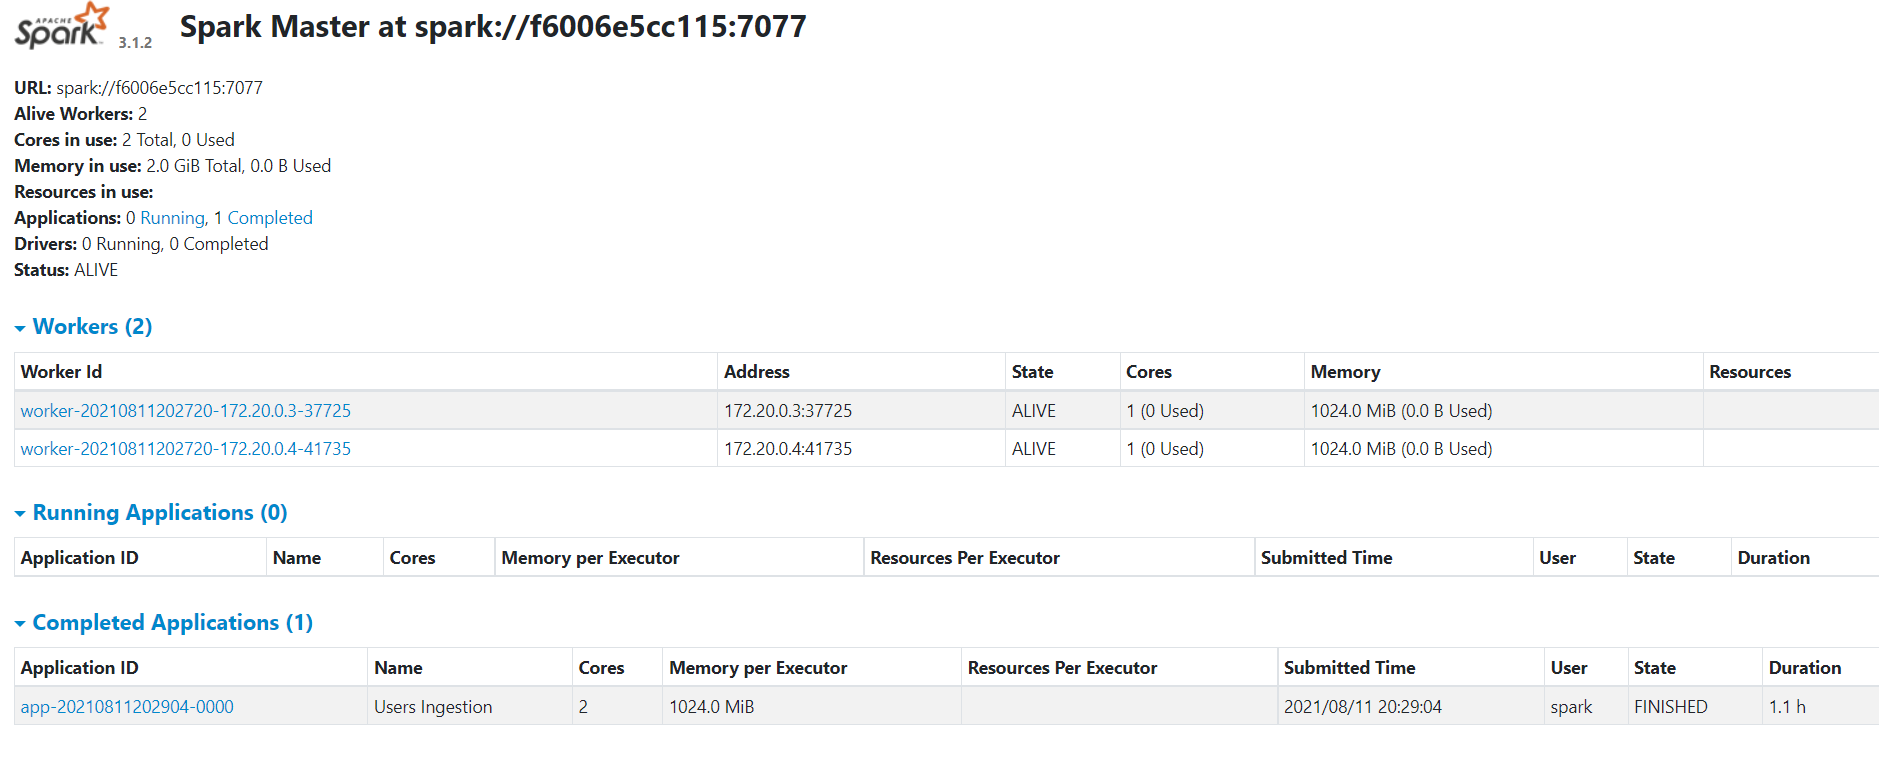 APACHE
Spark 3.1.2 Spark Master at spark://f6006e5cc115:7077
URL: spark://f6006e5cc115:7077
Alive Workers: 2
Cores in use: 2 Total, 0 Used
Memory in use: 2.0 GiB Total, 0.0 B Used
Resources in use:
Applications: 0 Running, 1 Completed
Drivers: 0 Running, 0 Completed
Status: ALIVE
Workers (2)
Worker Id Address State Cores Memory Resources
worker-20210811202720-172.20.0.3-37725 172.20.0.3:37725 ALIVE 1 (0 Used) 1024.0 MiB (0.0 B Used)
worker-20210811202720-172.20.0.4-41735 172.20.0.4:41735 ALIVE 1 (0 Used) 1024.0 MiB (0.0 B Used)
Running Applications (0)
Application ID Name Cores Memory per Executor Resources Per Executor Submitted Time User State Duration
Completed Applications (1)
Application ID Name Cores Memory per Executor Resources Per Executor Submitted Time User State Duration
app-20210811202904-0000 Users Ingestion 2 1024.0 MiB 2021/08/11 20:29:04 spark FINISHED 1.1 h